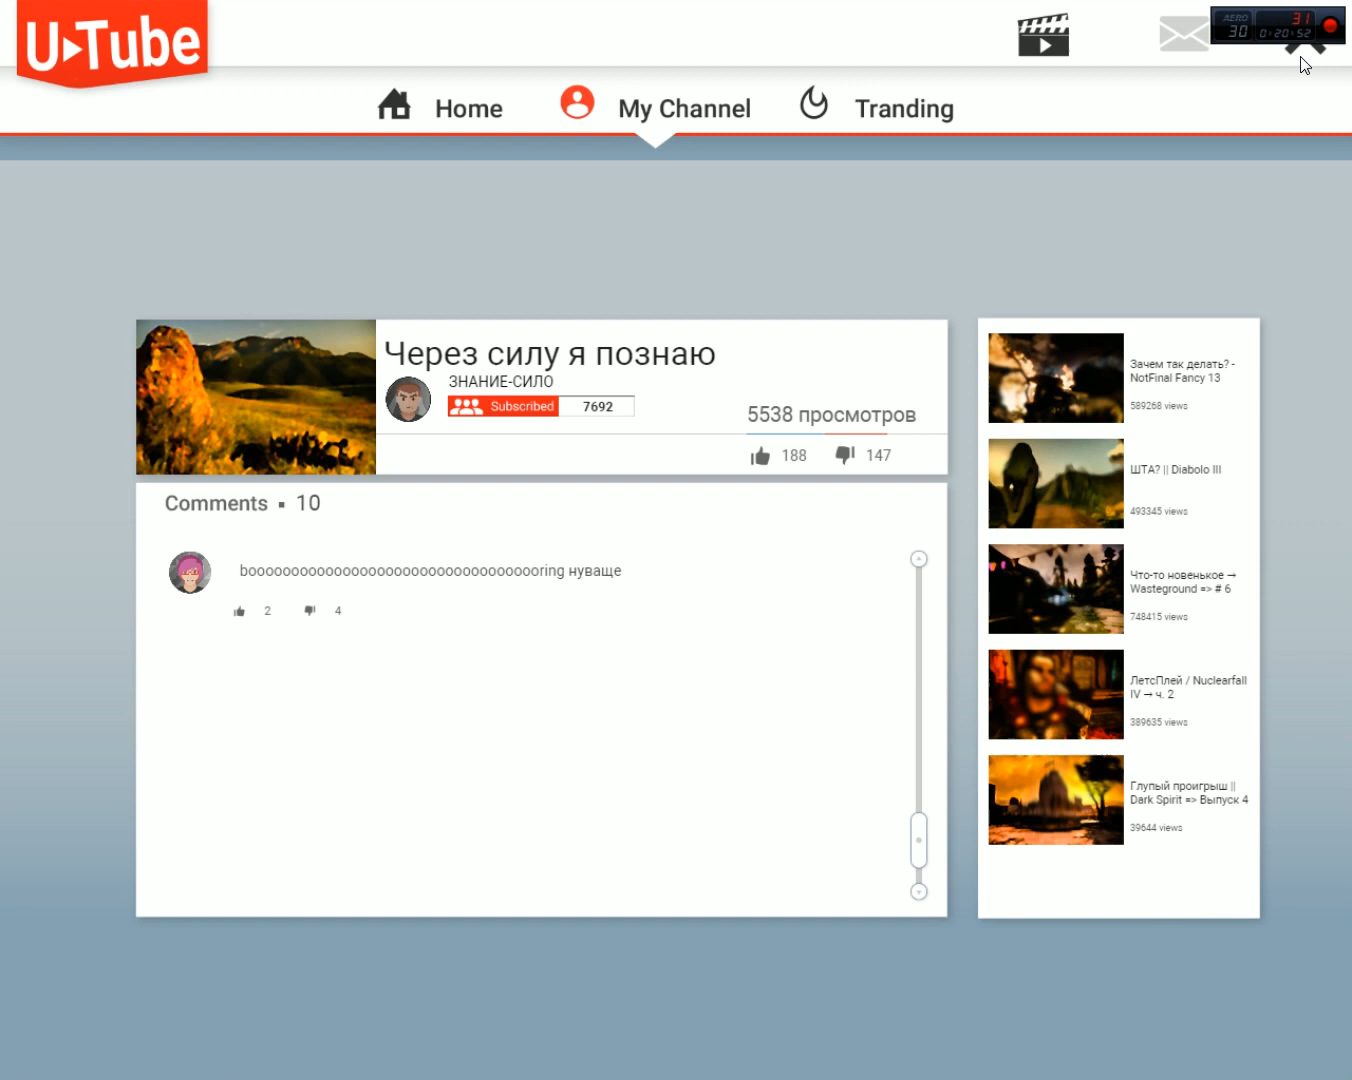 U Tube
AERO 30 31 0:20:52
Home My Channel Tranding
Через силу я познаю
ЗНАНИЕ-СИЛО
Subscribed 7692
5538 просмотров
188 147
Comments ▪ 10
booooooooooooooooooooooooooooooooooring нуваще
2 4
Зачем так делать? -
NotFinal Fancy 13
589268 views
ШТА? || Diabolo III
493345 views
Что-то новенькое →
Wasteground => # 6
748415 views
ЛетсПлей / Nuclearfall
IV → ч. 2
389635 views
Глупый проигрыш ||
Dark Spirit => Выпуск 4
39644 views